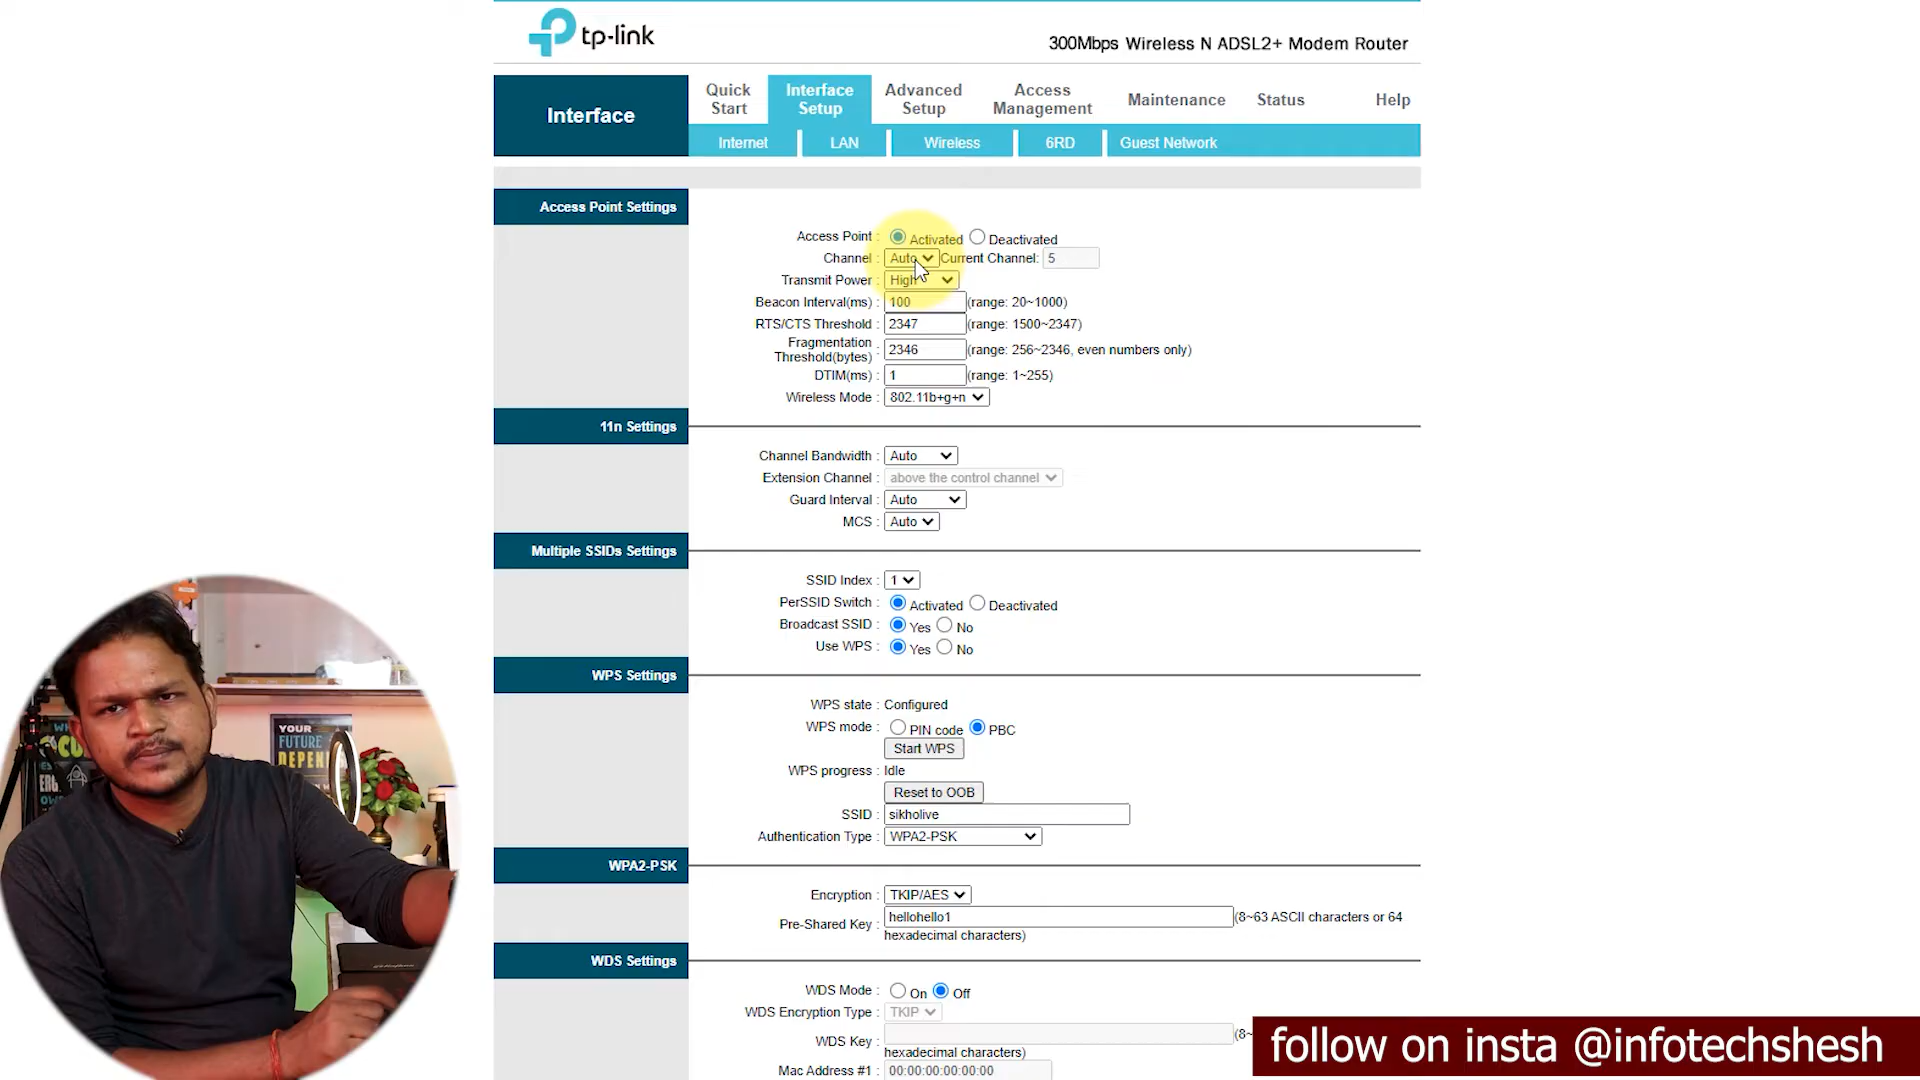 tp-link
300Mbps Wireless N ADSL2+ Modem Router
Interface
Quick Start
Interface Setup
Advanced Setup
Access Management
Maintenance
Status
Help
Internet
LAN
Wireless
6RD
Guest Network
Access Point Settings
Access Point : Activated Deactivated
Channel : Auto Current Channel: 5
Transmit Power : High
Beacon Interval(ms) : 100 (range: 20~1000)
RTS/CTS Threshold : 2347 (range: 1500~2347)
Fragmentation Threshold(bytes) : 2346 (range: 256~2346, even numbers only)
DTIM(ms) : 1 (range: 1~255)
Wireless Mode : 802.11b+g+n
11n Settings
Channel Bandwidth : Auto
Extension Channel : above the control channel
Guard Interval : Auto
MCS : Auto
Multiple SSIDs Settings
SSID Index : 1
PerSSID Switch : Activated Deactivated
Broadcast SSID : Yes No
Use WPS : Yes No
WPS Settings
WPS state : Configured
WPS mode : PIN code PBC
Start WPS
WPS progress : Idle
Reset to OOB
SSID : sikholive
Authentication Type : WPA2-PSK
WPA2-PSK
Encryption : TKIP/AES
Pre-Shared Key : hellohello1 (8~63 ASCII characters or 64
hexadecimal characters)
WDS Settings
WDS Mode : On Off
WDS Encryption Type : TKIP
WDS Key : (8~
hexadecimal characters)
Mac Address #1 : 00:00:00:00:00:00
YOUR
FUTURE
DEPEN
follow on insta @infotechshesh